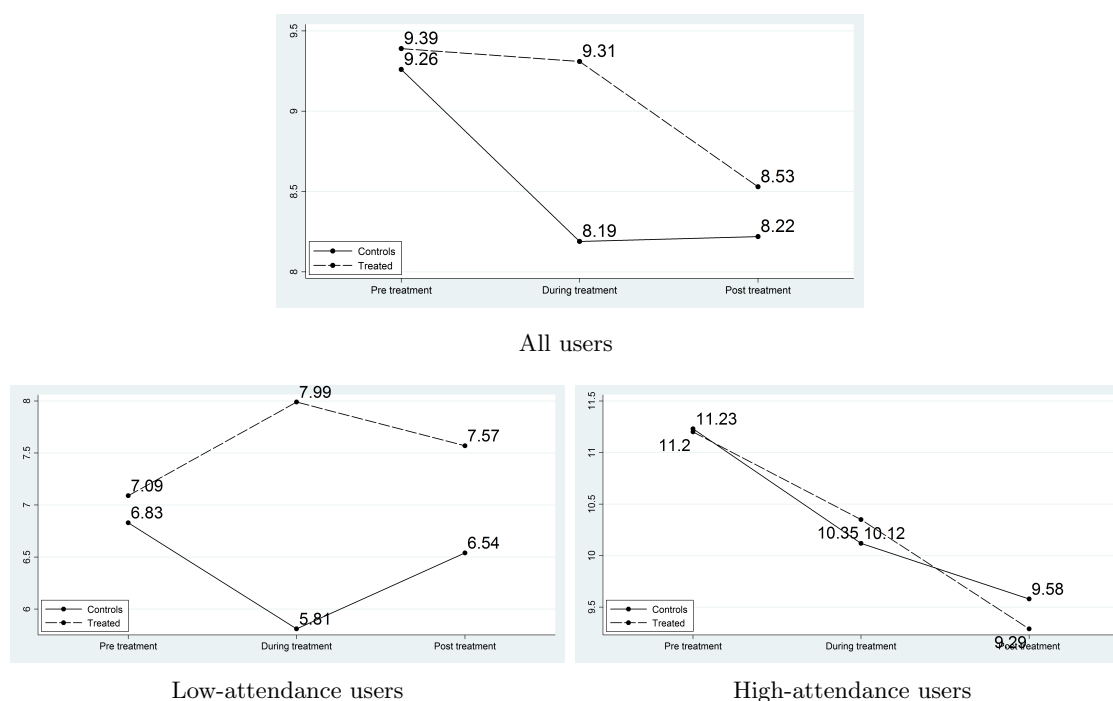 9.5
9
8.5
8
9.39
9.26
9.31
8.19
8.53
8.22
Controls
Treated
Pre treatment During treatment Post treatment
All users
8
7.5
7
6.5
6
7.09
6.83
7.99
5.81
7.57
6.54
Controls
Treated
Pre treatment During treatment Post treatment
Low-attendance users
11.5
11
10.5
10
9.5
11.23
11.2
10.35 10.12
9.58
9.29
Controls
Treated
Pre treatment During treatment Post treatment
High-attendance users